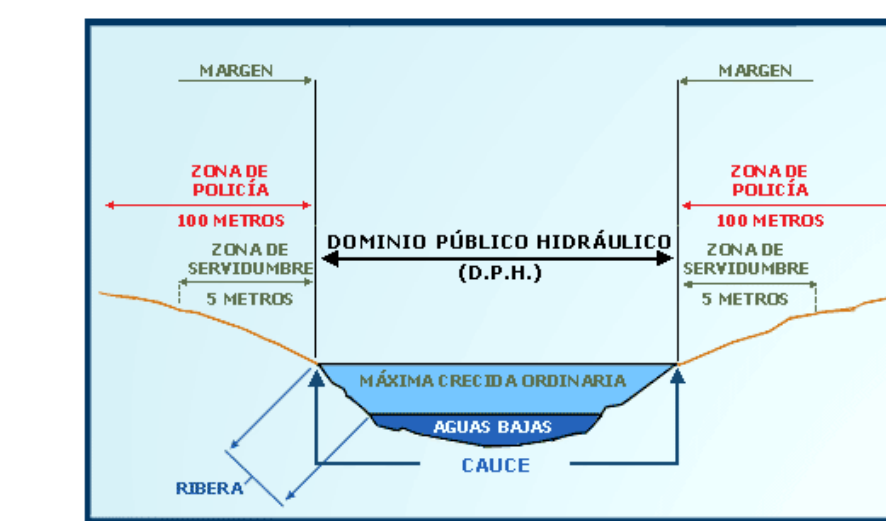 MARGEN
MARGEN
ZONA DE
POLICÍA
100 METROS
ZONA DE
POLICÍA
100 METROS
ZONA DE
SERVIDUMBRE
5 METROS
DOMINIO PÚBLICO HIDRÁULICO
(D.P.H.)
ZONA DE
SERVIDUMBRE
5 METROS
MÁXIMA CRECIDA ORDINARIA
AGUAS BAJAS
CAUCE
RIBERA